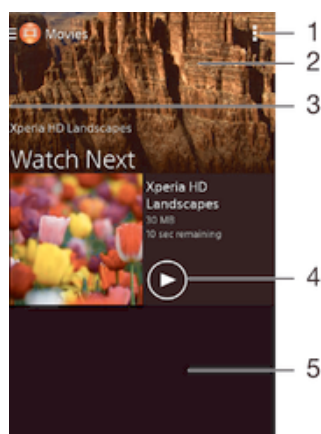 Movies
1
2
3
Xperia HD Landscapes
Watch Next
Xperia HD
Landscapes
30 MB
10 sec remaining
4
5